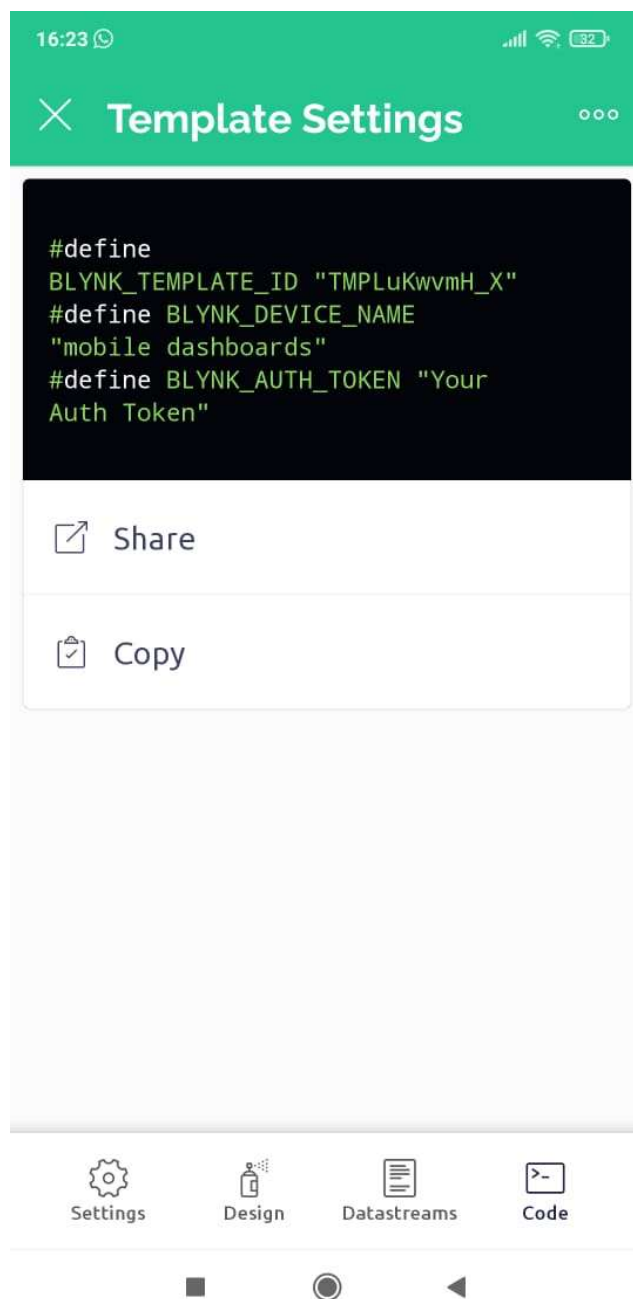 16:23
32
Template Settings
#define
BLYNK_TEMPLATE_ID "TMPLuKwvmH_X"
#define BLYNK_DEVICE_NAME
"mobile dashboards"
#define BLYNK_AUTH_TOKEN "Your
Auth Token"
Share
Copy
>-
Settings Design Datastreams Code